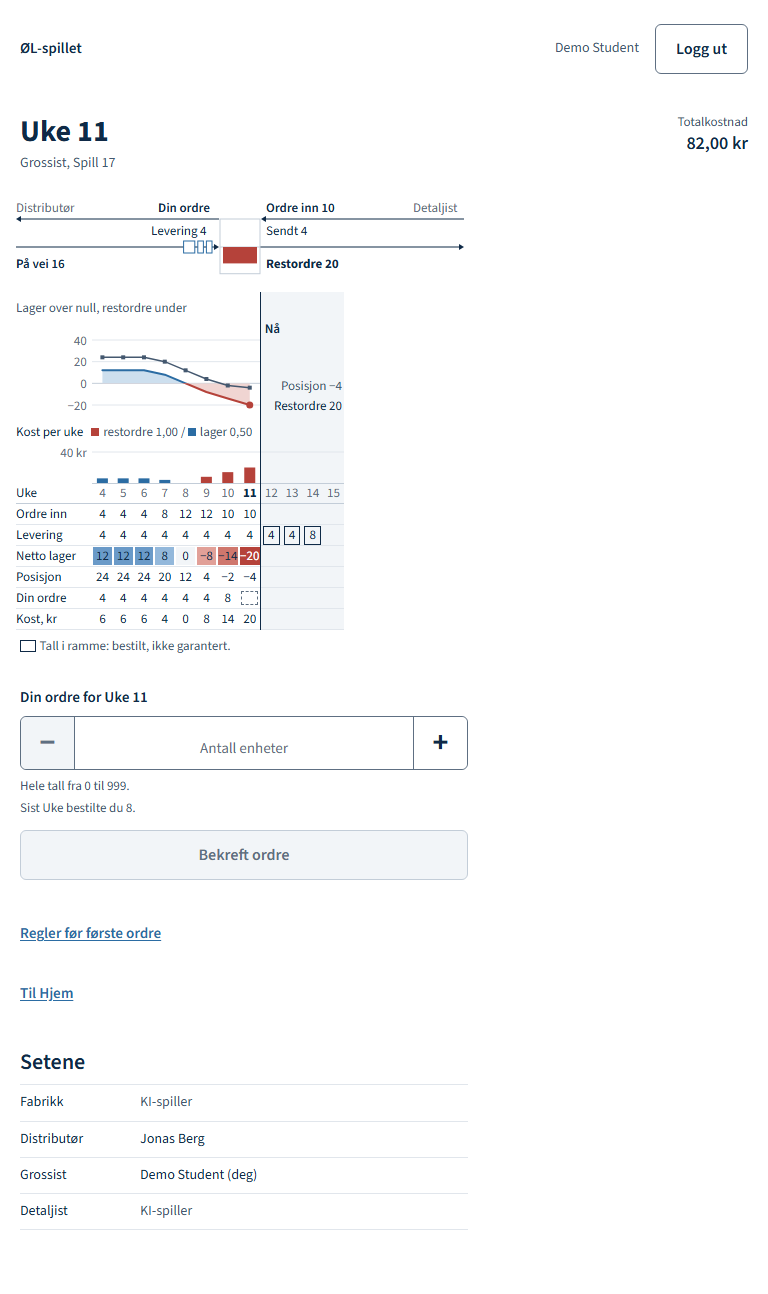 ØL-spillet
Demo Student
Logg ut
Uke 11
Totalkostnad
82,00 kr
Grossist, Spill 17
Distributør
Din ordre
Ordre inn 10
Detaljist
Levering 4
Sendt 4
På vei 16
Restordre 20
Lager over null, restordre under
Nå
40
20
0
−20
Posisjon −4
Restordre 20
Kost per uke restordre 1,00 / lager 0,50
40 kr
Uke 4 5 6 7 8 9 10 11 12 13 14 15
Ordre inn 4 4 4 8 12 12 10 10
Levering 4 4 4 4 4 4 4 4 4 4 8
Netto lager 12 12 12 8 0 −8 −14 −20
Posisjon 24 24 24 20 12 4 −2 −4
Din ordre 4 4 4 4 4 4 8
Kost, kr 6 6 6 4 0 8 14 20
Tall i ramme: bestilt, ikke garantert.
Din ordre for Uke 11
− Antall enheter +
Hele tall fra 0 til 999.
Sist Uke bestilte du 8.
Bekreft ordre
Regler før første ordre
Til Hjem
Setene
Fabrikk KI-spiller
Distributør Jonas Berg
Grossist Demo Student (deg)
Detaljist KI-spiller